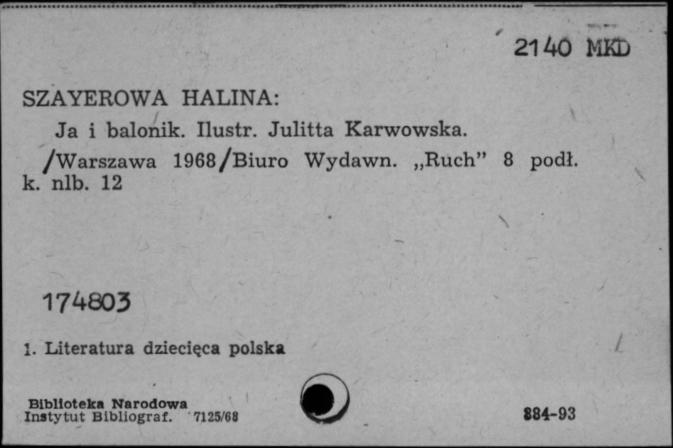 2140 MKD
SZAYEROWA HALINA:
Ja i balonik. Ilustr. Julitta Karwowska.
/Warszawa 1968/Biuro Wydawn. „Ruch” 8 podł.
k. nlb. 12
174803
1. Literatura dziecięca polska
Biblioteka Narodowa
Instytut Bibliograf. 7125/68
884-93